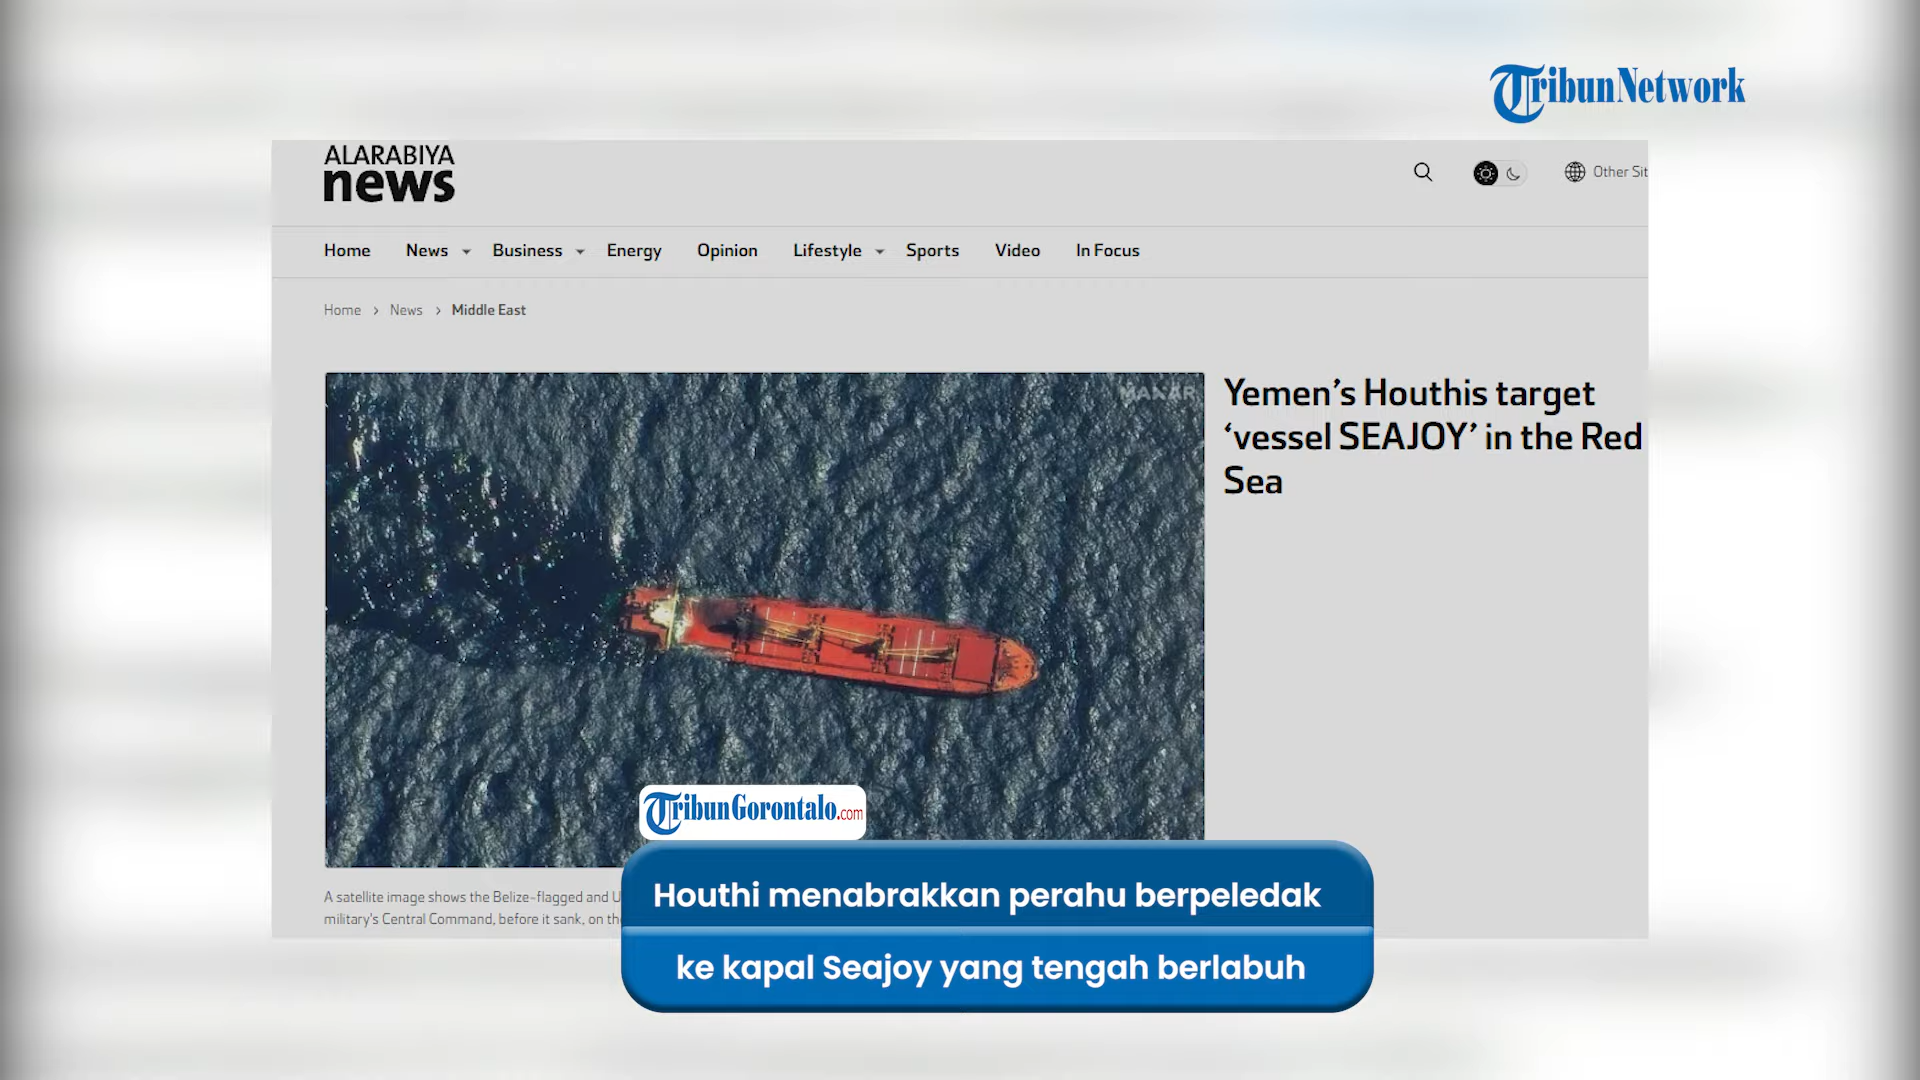 TribunNetwork
ALARABIYA
news
Other Sit
Home News Business Energy Opinion Lifestyle Sports Video In Focus
Home > News > Middle East
MAXAR
Yemen’s Houthis target
‘vessel SEAJOY’ in the Red
Sea
TribunGorontalo.com
A satellite image shows the Belize-flagged and U
military's Central Command, before it sank, on
Houthi menabrakkan perahu berpeledak
ke kapal Seajoy yang tengah berlabuh